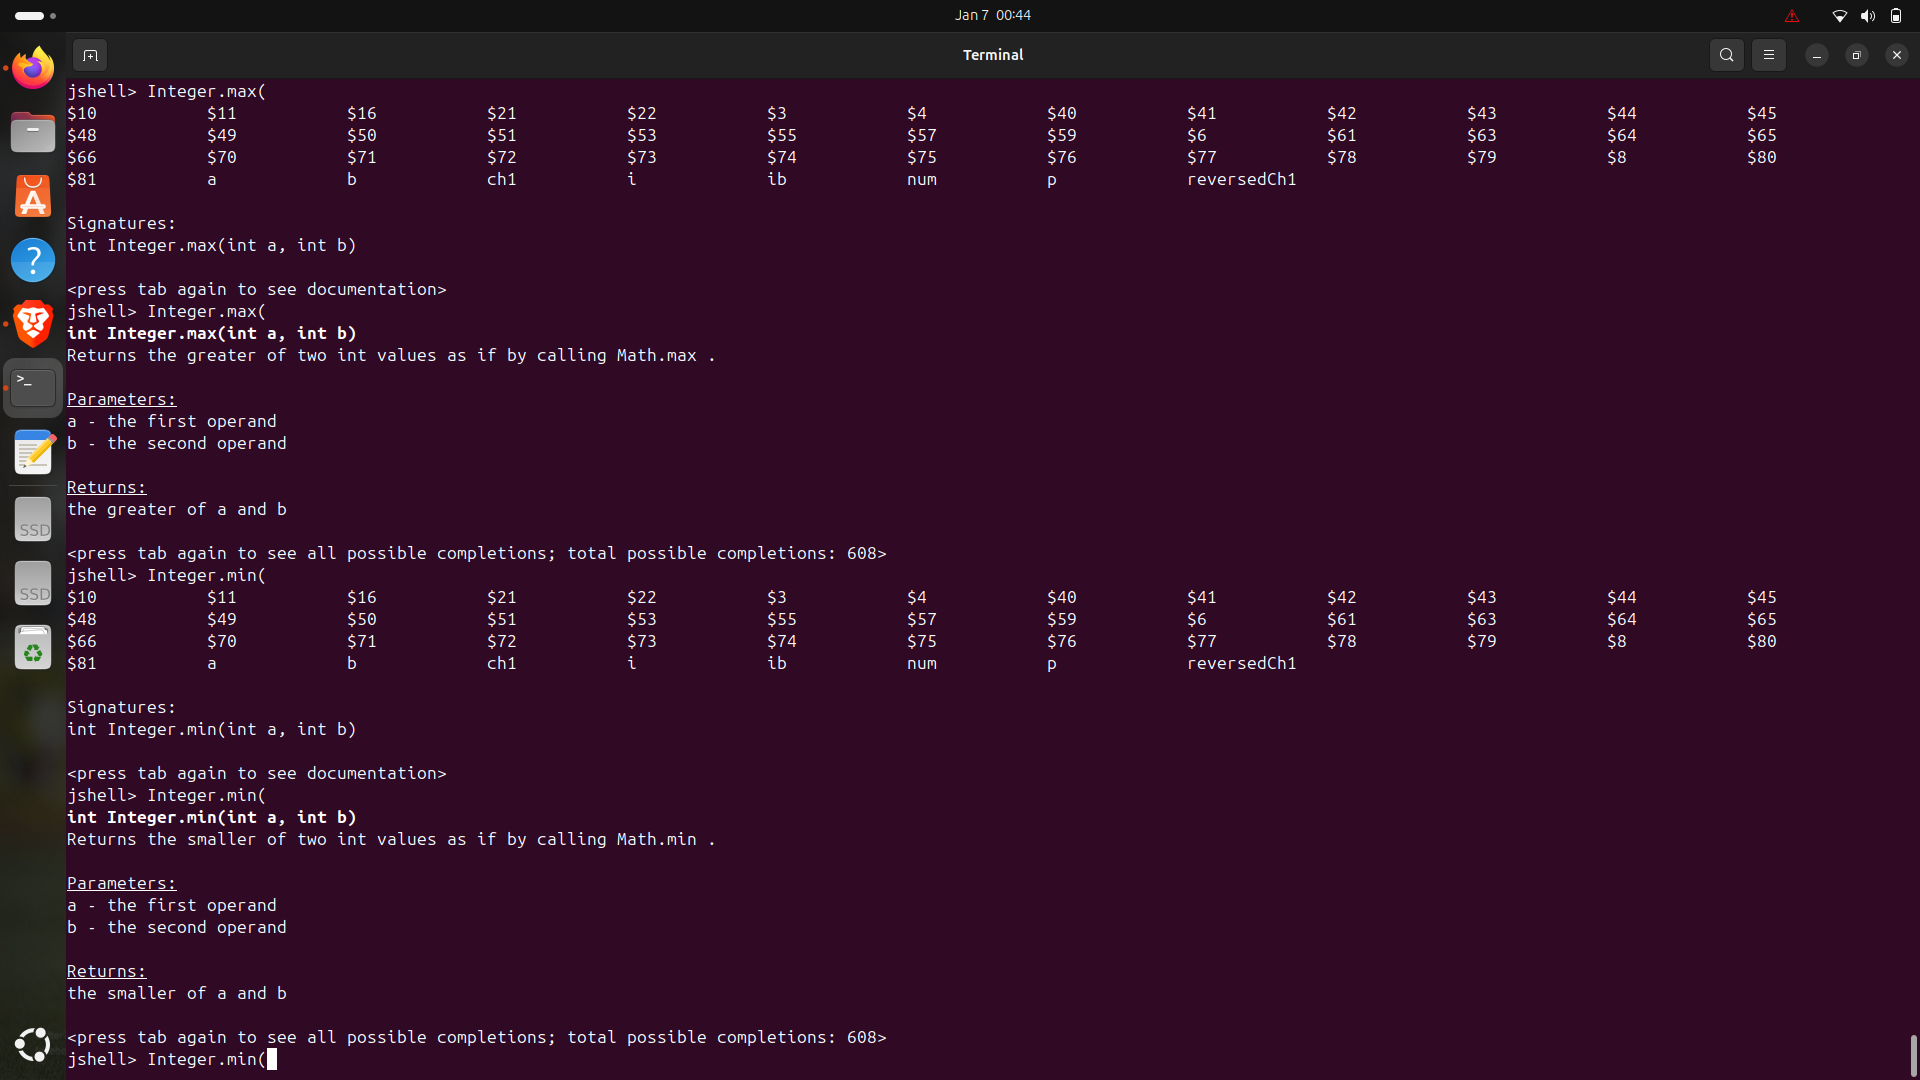 Jan 7 00:44
Terminal
jshell> Integer.max(
$10 $11 $16 $21 $22 $3 $4 $40 $41 $42 $43 $44 $45
$48 $49 $50 $51 $53 $55 $57 $59 $6 $61 $63 $64 $65
$66 $70 $71 $72 $73 $74 $75 $76 $77 $78 $79 $8 $80
$81 a b ch1 i ib num p reversedCh1
Signatures:
int Integer.max(int a, int b)
<press tab again to see documentation>
jshell> Integer.max(
int Integer.max(int a, int b)
Returns the greater of two int values as if by calling Math.max .
Parameters:
a - the first operand
b - the second operand
Returns:
the greater of a and b
<press tab again to see all possible completions; total possible completions: 608>
jshell> Integer.min(
$10 $11 $16 $21 $22 $3 $4 $40 $41 $42 $43 $44 $45
$48 $49 $50 $51 $53 $55 $57 $59 $6 $61 $63 $64 $65
$66 $70 $71 $72 $73 $74 $75 $76 $77 $78 $79 $8 $80
$81 a b ch1 i ib num p reversedCh1
Signatures:
int Integer.min(int a, int b)
<press tab again to see documentation>
jshell> Integer.min(
int Integer.min(int a, int b)
Returns the smaller of two int values as if by calling Math.min .
Parameters:
a - the first operand
b - the second operand
Returns:
the smaller of a and b
<press tab again to see all possible completions; total possible completions: 608>
jshell> Integer.min(
SSD
SSD